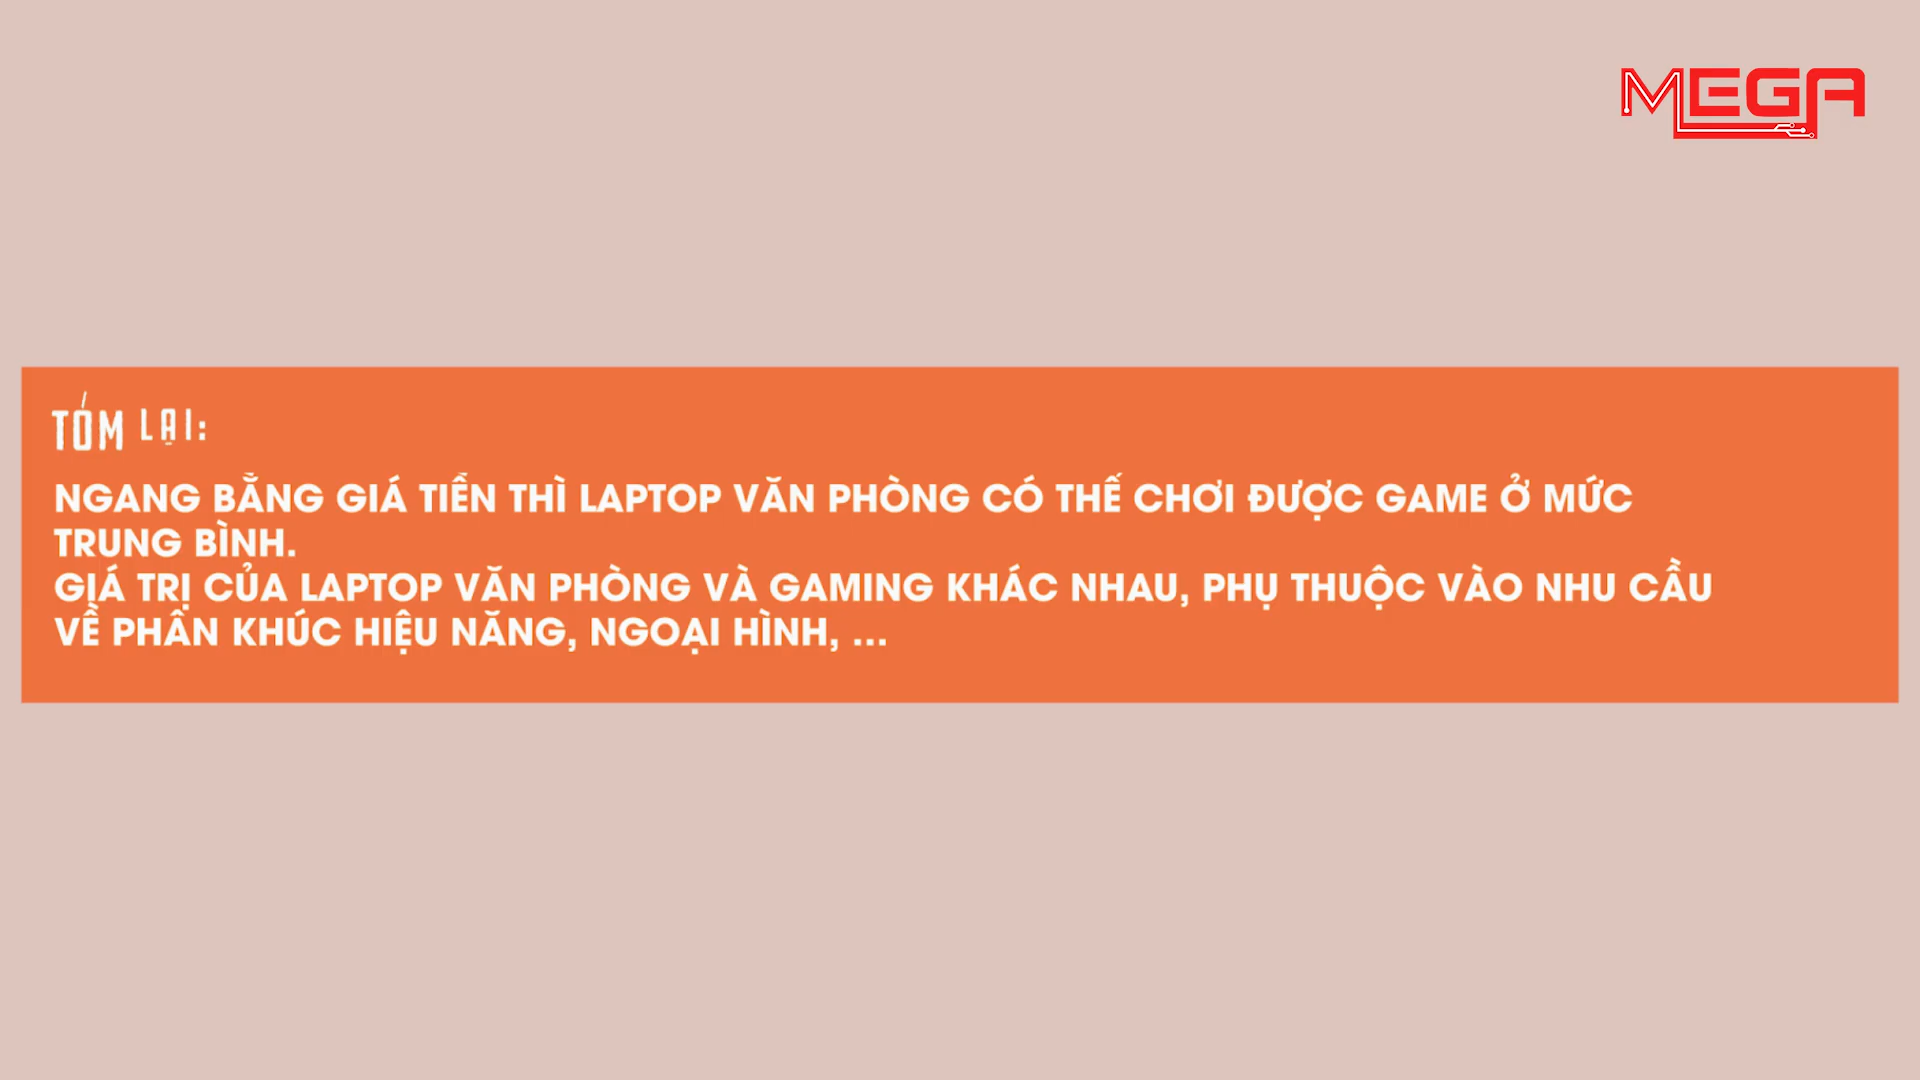 MEGA
TÓM LẠI:
NGANG BẰNG GIÁ TIỀN THÌ LAPTOP VĂN PHÒNG CÓ THỂ CHƠI ĐƯỢC GAME Ở MỨC
TRUNG BÌNH.
GIÁ TRỊ CỦA LAPTOP VĂN PHÒNG VÀ GAMING KHÁC NHAU, PHỤ THUỘC VÀO NHU CẦU
VỀ PHÂN KHÚC HIỆU NĂNG, NGOẠI HÌNH, ...